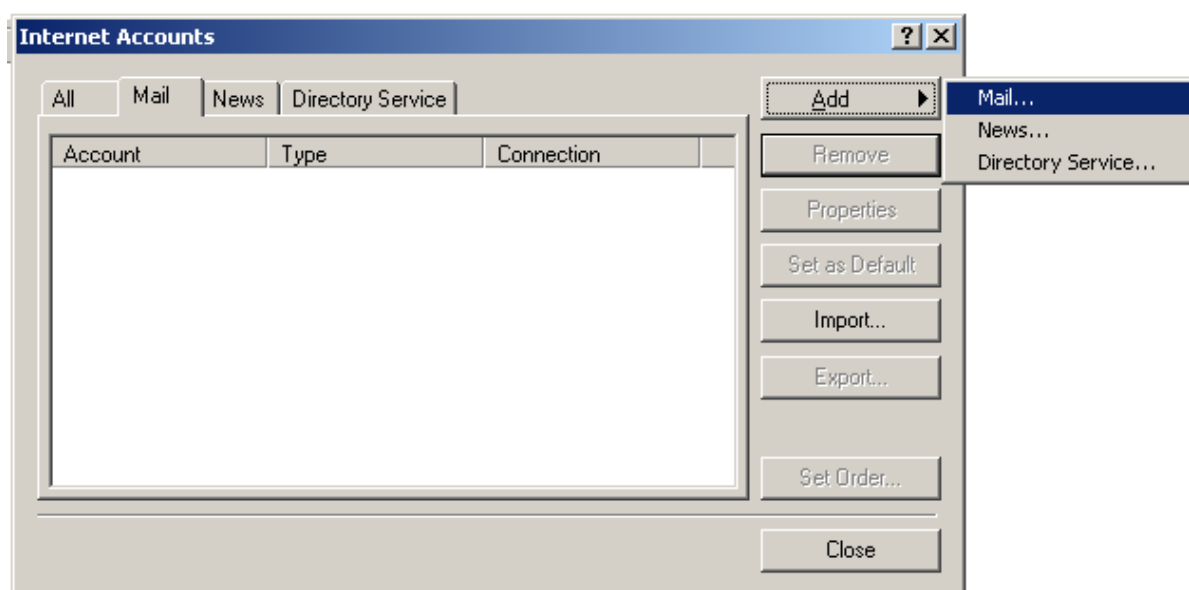 Internet Accounts
All Mail News Directory Service
Account Type Connection
Add
Remove
Properties
Set as Default
Import...
Export...
Set Order...
Close
Mail...
News...
Directory Service...